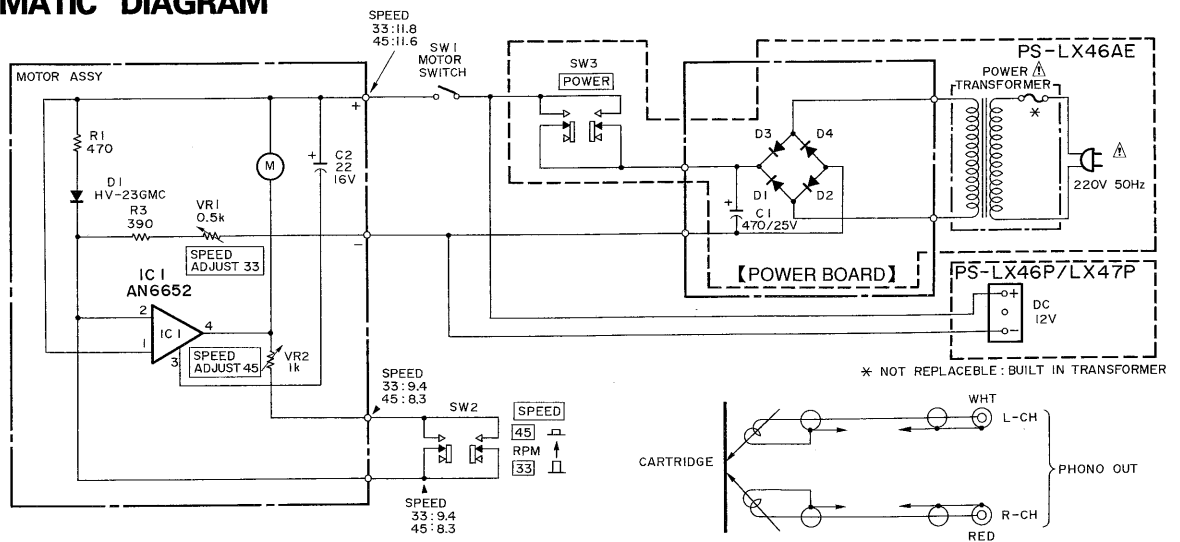 MATIC DIAGRAM
SPEED
33:11.8
45:11.6
SW1
MOTOR
SWITCH
SW3
POWER
PS-LX46AE
POWER ⚠
TRANSFORMER
*
⚠
220V 50Hz
MOTOR ASSY
+
R1
470
D1
HV-23GMC
R3
390
VR1
0.5k
SPEED
ADJUST 33
M
+
C2
22
16V
−
D3
D4
D1
D2
+
C1
470/25V
【POWER BOARD】
IC1
AN6652
2
1
IC1
4
3
SPEED
ADJUST 45
VR2
1k
PS-LX46P/LX47P
+
−
DC
12V
* NOT REPLACEBLE : BUILT IN TRANSFORMER
SPEED
33:9.4
45:8.3
SW2
SPEED
45
RPM
33
SPEED
33:9.4
45:8.3
CARTRIDGE
WHT
L-CH
PHONO OUT
R-CH
RED